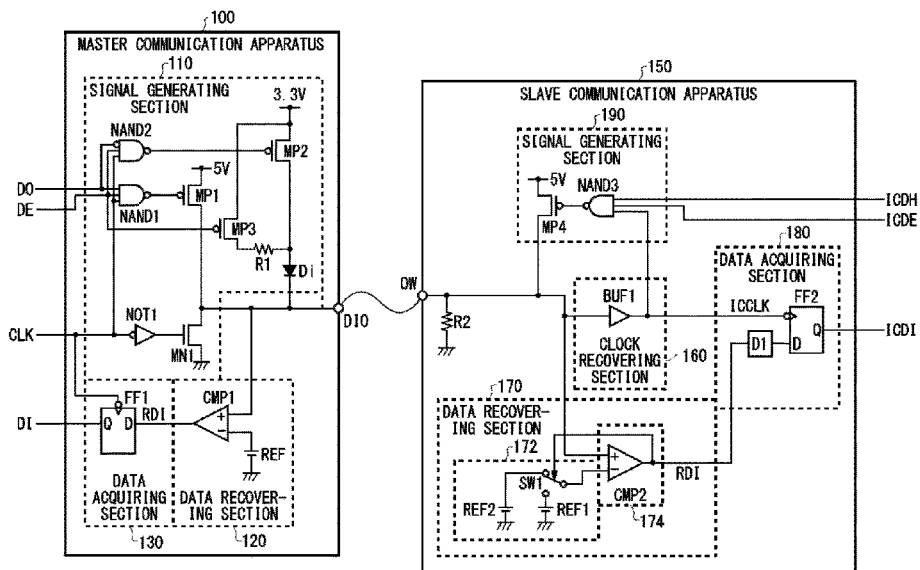 100
MASTER COMMUNICATION APPARATUS
110
SIGNAL GENERATING
SECTION
3.3V
NAND2
MP2
5V
DO
DE
MP1
NAND1
MP3
R1
Di
CLK
NOT1
MN1
DIO
FF1
CMP1
DI
Q
D
RDI
+
−
REF
DATA
ACQUIRING
SECTION
DATA RECOVER-
ING SECTION
130
120
150
SLAVE COMMUNICATION APPARATUS
190
SIGNAL GENERATING
SECTION
5V
NAND3
MP4
ICDH
ICDE
180
DATA ACQUIRING
SECTION
OW
R2
BUF1
ICCLK
FF2
Q
D
ICDI
CLOCK
RECOVERING
SECTION
160
D1
170
DATA RECOVER-
ING SECTION
172
+
−
SW1
RDI
REF2
REF1
CMP2
174